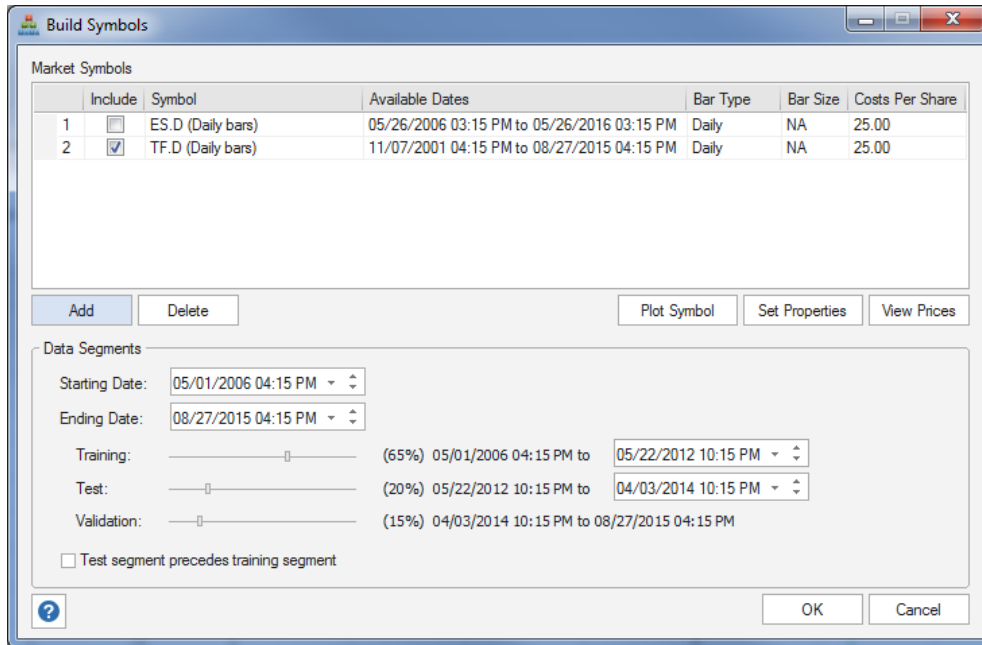 Build Symbols
Market Symbols
Include Symbol Available Dates Bar Type Bar Size Costs Per Share
1 ES.D (Daily bars) 05/26/2006 03:15 PM to 05/26/2016 03:15 PM Daily NA 25.00
2 TF.D (Daily bars) 11/07/2001 04:15 PM to 08/27/2015 04:15 PM Daily NA 25.00
Add Delete Plot Symbol Set Properties View Prices
Data Segments
Starting Date: 05/01/2006 04:15 PM
Ending Date: 08/27/2015 04:15 PM
Training: (65%) 05/01/2006 04:15 PM to 05/22/2012 10:15 PM
Test: (20%) 05/22/2012 10:15 PM to 04/03/2014 10:15 PM
Validation: (15%) 04/03/2014 10:15 PM to 08/27/2015 04:15 PM
Test segment precedes training segment
? OK Cancel